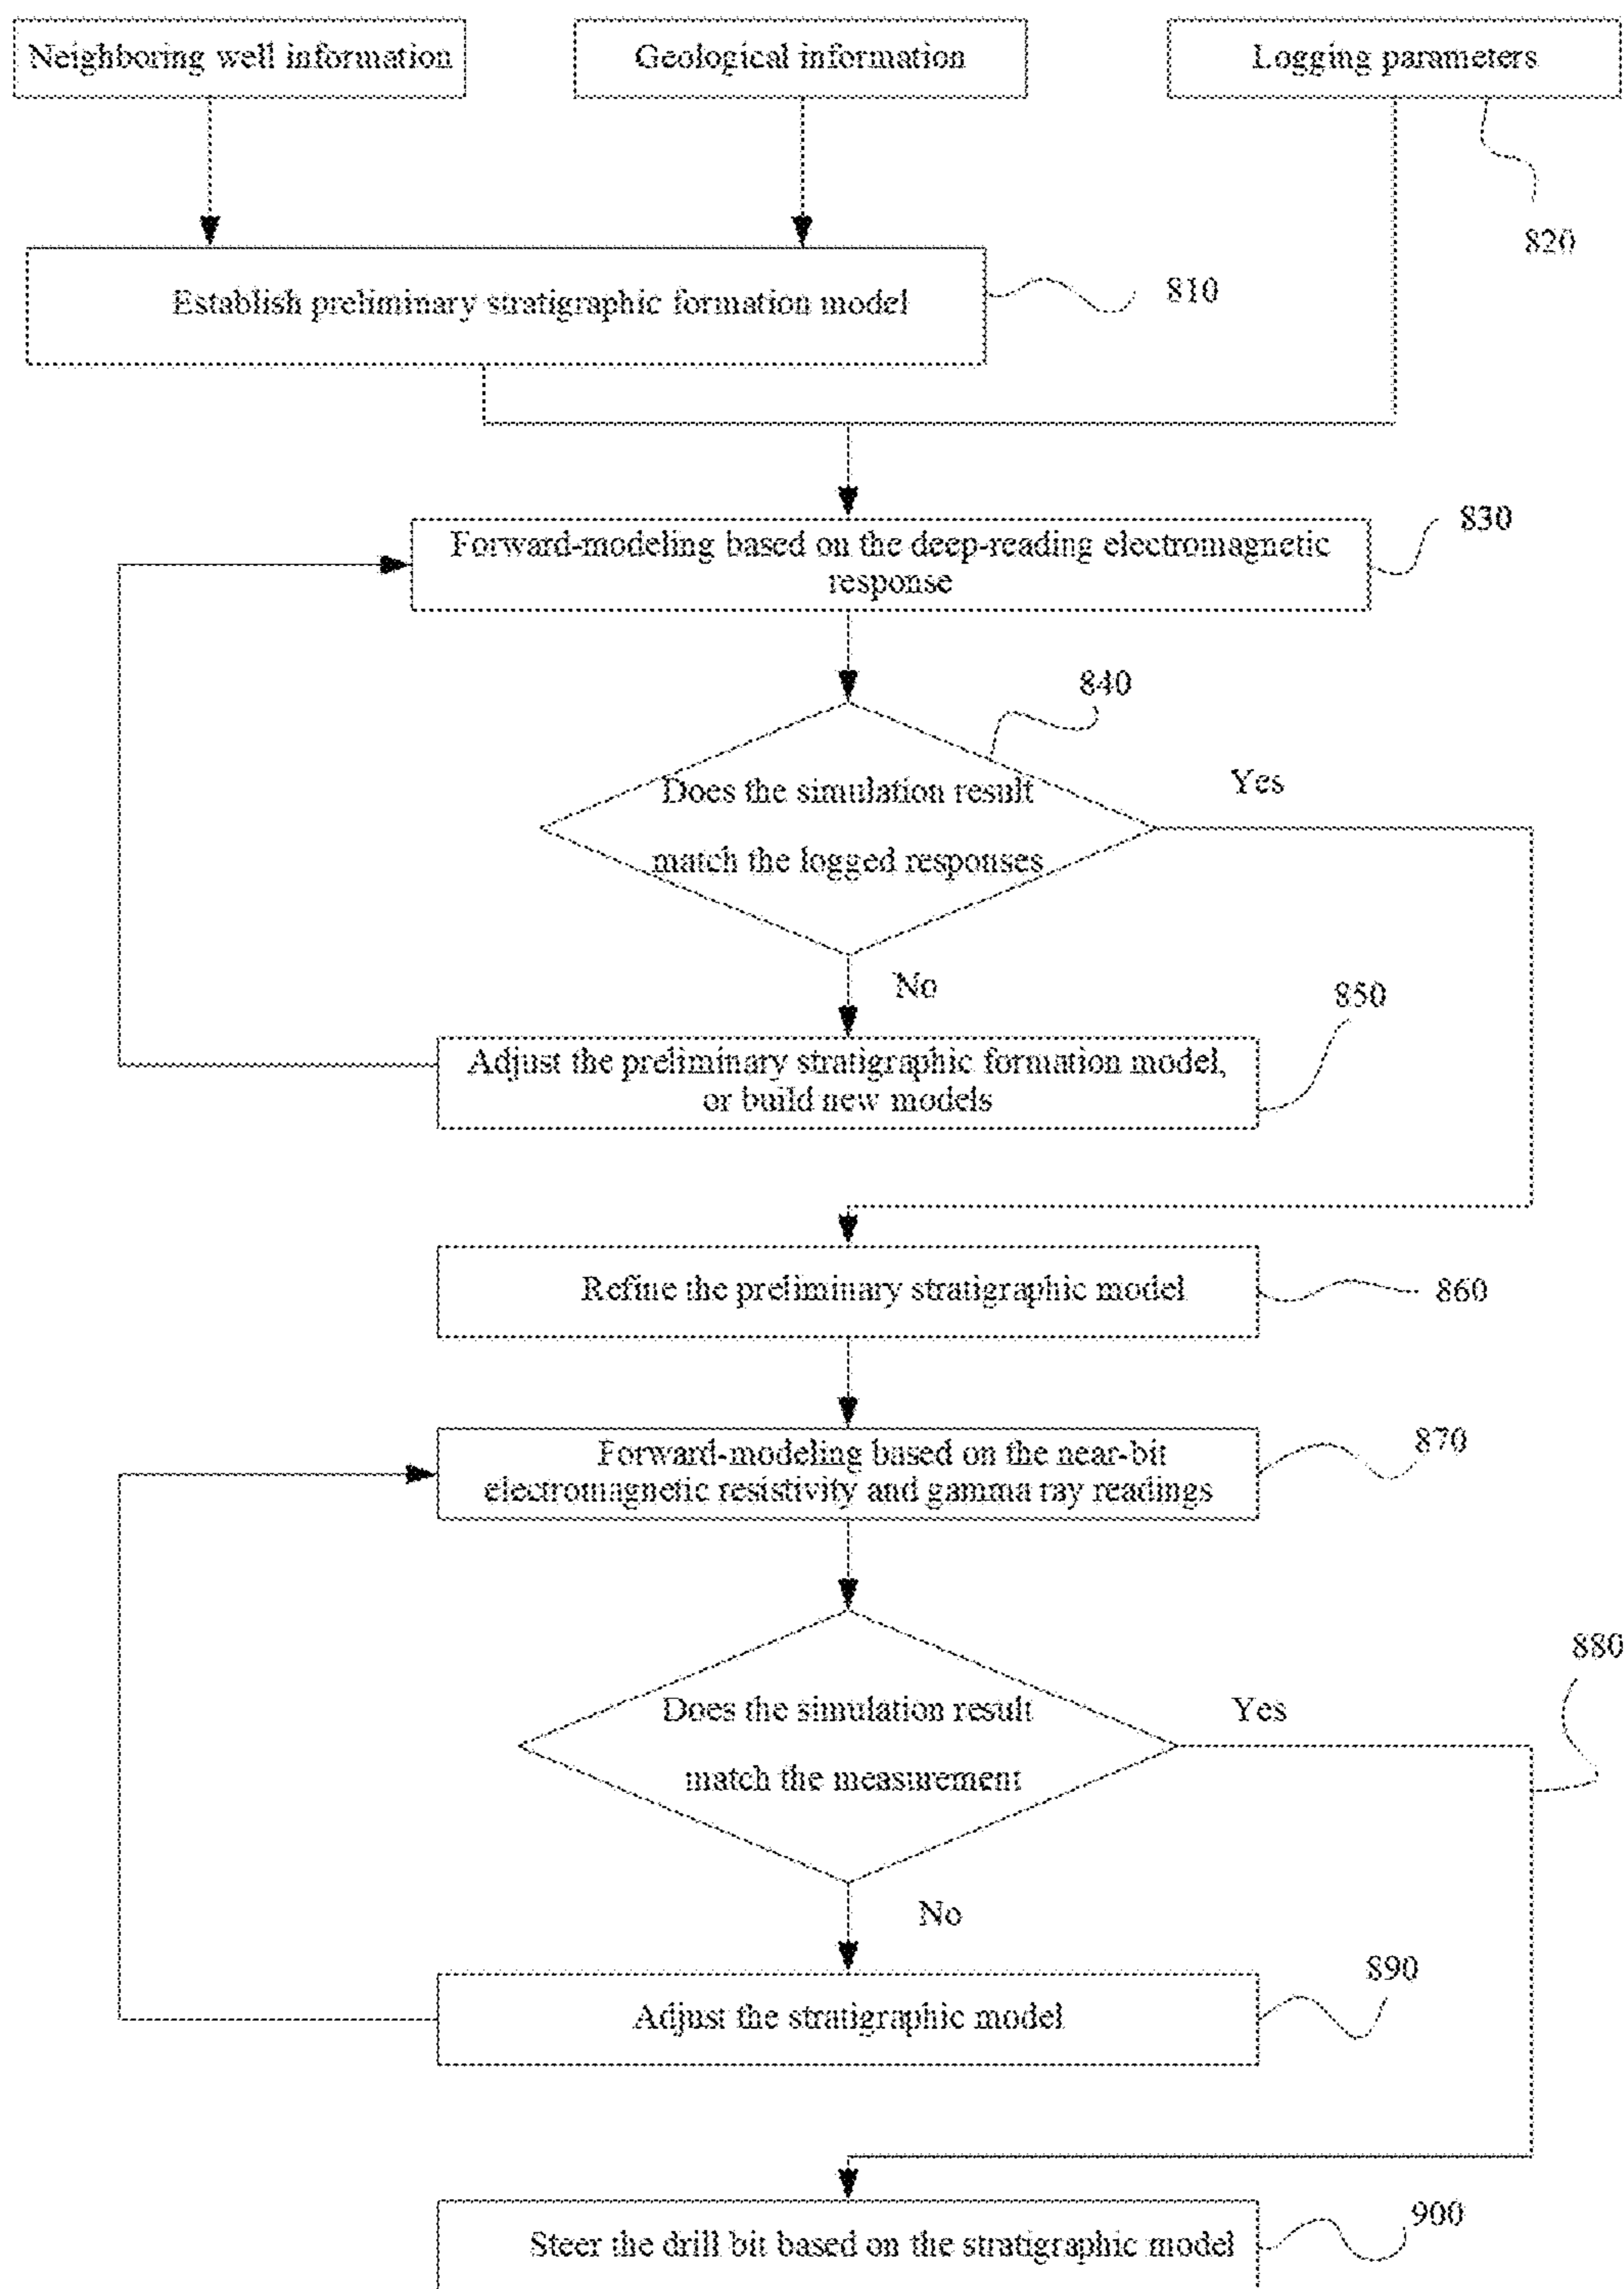 Neighboring well information
Geological information
Logging parameters
820
Establish preliminary stratigraphic formation model
810
Forward-modeling based on the deep-reading electromagnetic
response
830
840
Does the simulation result
match the logged responses
Yes
No
850
Adjust the preliminary stratigraphic formation model,
or build new models
Refine the preliminary stratigraphic model
860
Forward-modeling based on the near-bit
electromagnetic resistivity and gamma ray readings
870
880
Does the simulation result
match the measurement
Yes
No
890
Adjust the stratigraphic model
900
Steer the drill bit based on the stratigraphic model